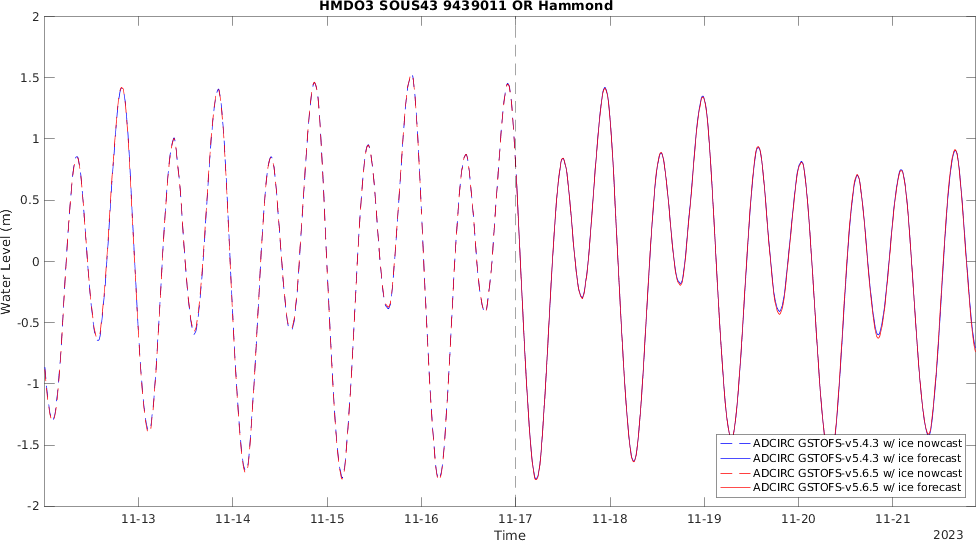 HMDO3 SOUS43 9439011 OR Hammond
2
1.5
1
0.5
0
-0.5
-1
-1.5
-2
Water Level (m)
11-13
11-14
11-15
11-16
11-17
11-18
11-19
11-20
11-21
Time
2023
ADCIRC GSTOFS-v5.4.3 w/ ice nowcast
ADCIRC GSTOFS-v5.4.3 w/ ice forecast
ADCIRC GSTOFS-v5.6.5 w/ ice nowcast
ADCIRC GSTOFS-v5.6.5 w/ ice forecast